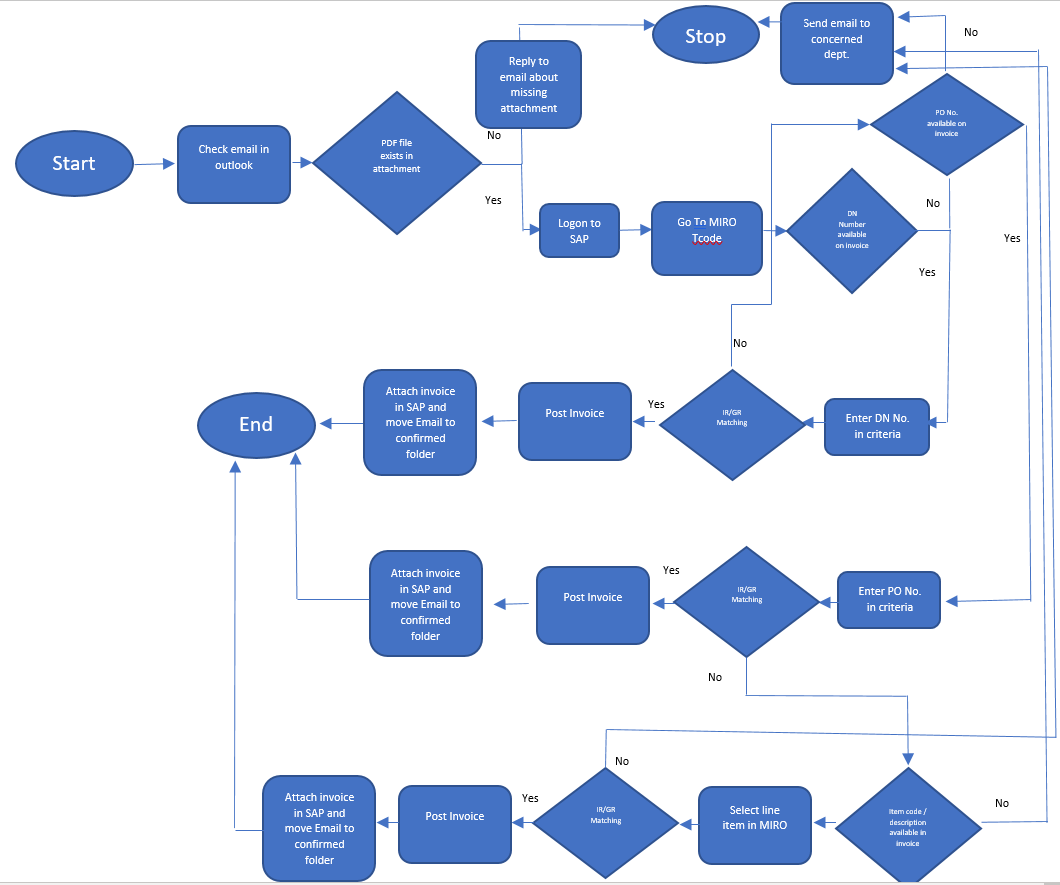 Stop
Send email to
concerned
dept.
No
Reply to
email about
missing
attachment
No
PO No.
available on
invoice
Start
Check email in
outlook
PDF file
exists in
attachment
Yes
Logon to
SAP
Go To MIRO
Tcode
DN
Number
available
on invoice
No
Yes
Yes
No
End
Attach invoice
in SAP and
move Email to
confirmed
folder
Post Invoice
Yes
IR/GR
Matching
Enter DN No.
in criteria
Attach invoice
in SAP and
move Email to
confirmed
folder
Post Invoice
Yes
IR/GR
Matching
Enter PO No.
in criteria
No
No
Attach invoice
in SAP and
move Email to
confirmed
folder
Post Invoice
Yes
IR/GR
Matching
Select line
item in MIRO
Item code /
description
available in
invoice
No